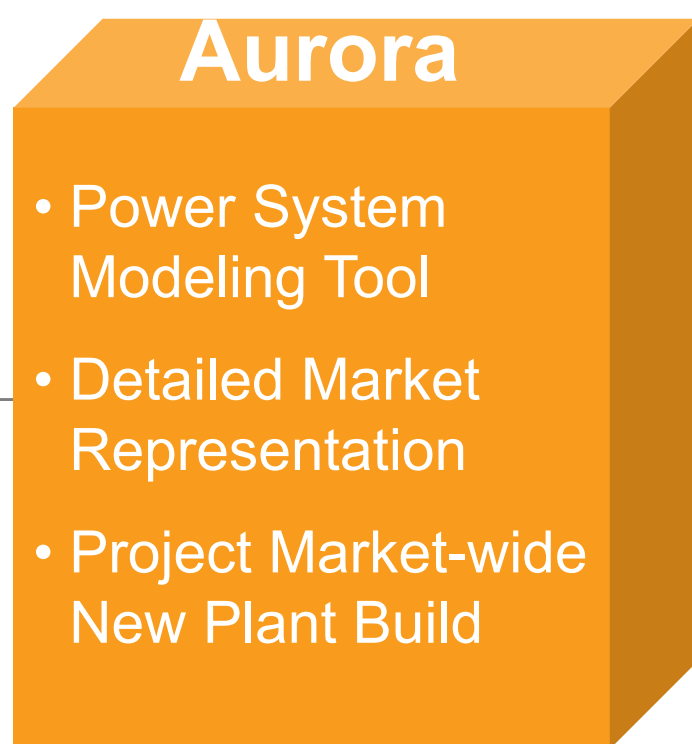 Aurora
• Power System
Modeling Tool
• Detailed Market
Representation
• Project Market-wide
New Plant Build